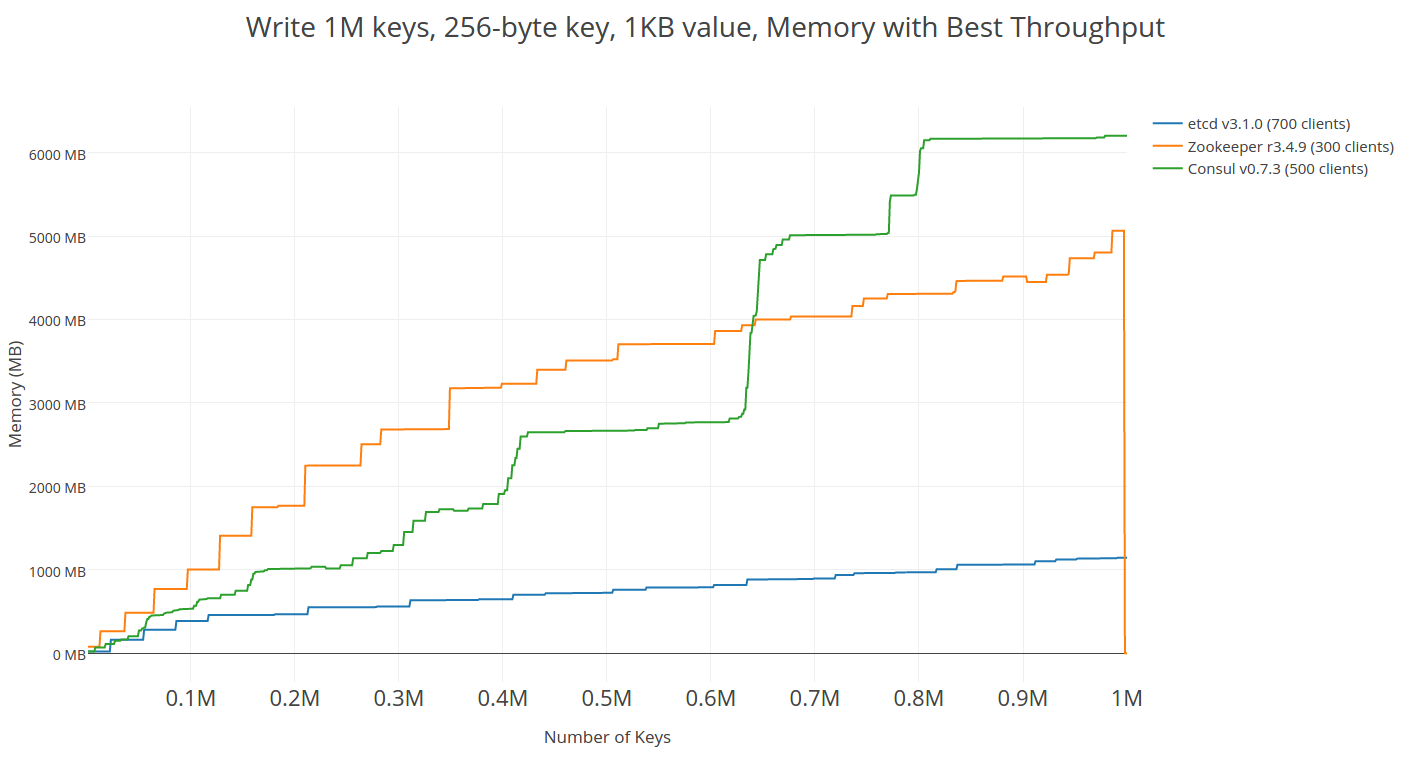 Write 1M keys, 256-byte key, 1KB value, Memory with Best Throughput
etcd v3.1.0 (700 clients)
Zookeeper r3.4.9 (300 clients)
Consul v0.7.3 (500 clients)
6000 MB
5000 MB
4000 MB
3000 MB
2000 MB
1000 MB
0 MB
Memory (MB)
0.1M 0.2M 0.3M 0.4M 0.5M 0.6M 0.7M 0.8M 0.9M 1M
Number of Keys